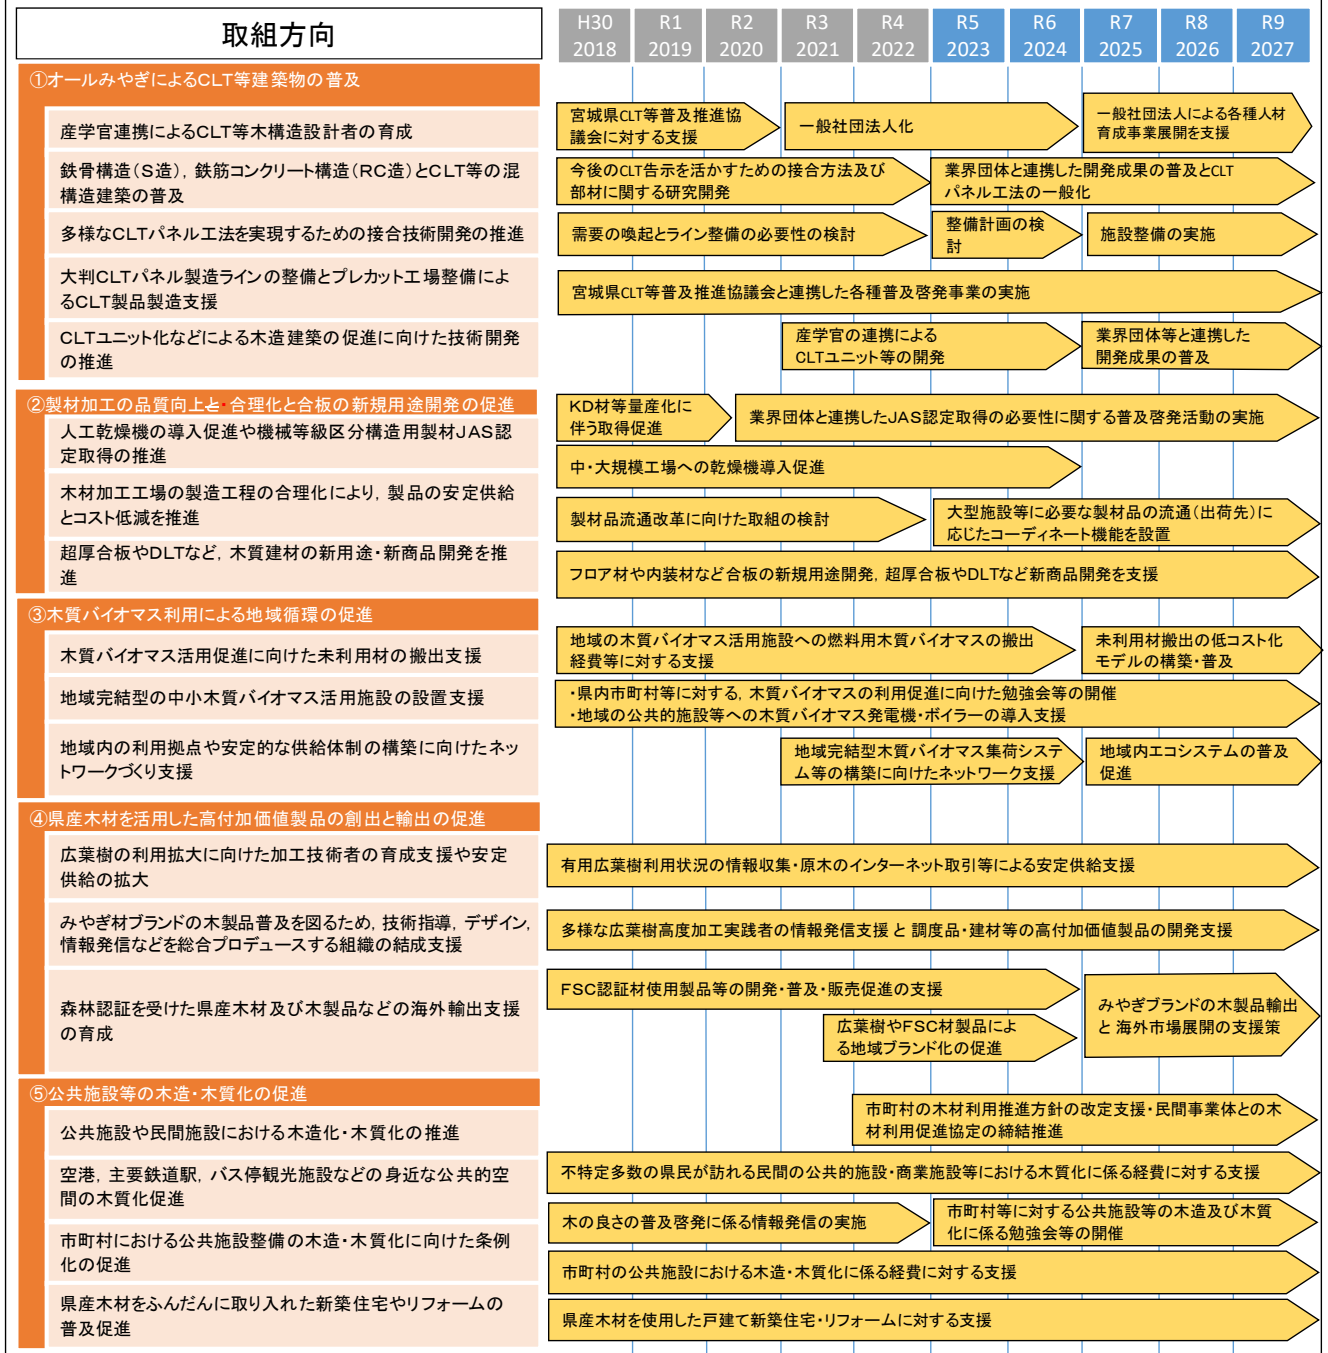 取組方向
H30 R1 R2 R3 R4 R5 R6 R7 R8 R9
2018 2019 2020 2021 2022 2023 2024 2025 2026 2027
①オールみやぎによるCLT等建築物の普及
産学官連携によるCLT等木構造設計者の育成
宮城県CLT等普及推進協
議会に対する支援
一般社団法人化
一般社団法人による各種人材
育成事業展開を支援
鉄骨構造(S造),鉄筋コンクリート構造(RC造)とCLT等の混
構造建築の普及
今後のCLT告示を活かすための接合方法及び
部材に関する研究開発
業界団体と連携した開発成果の普及とCLT
パネル工法の一般化
多様なCLTパネル工法を実現するための接合技術開発の推進
需要の喚起とライン整備の必要性の検討
整備計画の検
討
施設整備の実施
大判CLTパネル製造ラインの整備とプレカット工場整備によ
るCLT製品製造支援
宮城県CLT等普及推進協議会と連携した各種普及啓発事業の実施
CLTユニット化などによる木造建築の促進に向けた技術開発
の推進
産学官の連携による
CLTユニット等の開発
業界団体等と連携した
開発成果の普及
②製材加工の品質向上と・合理化と合板の新規用途開発の促進
人工乾燥機の導入促進や機械等級区分構造用製材JAS認
定取得の推進
KD材等量産化に
伴う取得促進
業界団体と連携したJAS認定取得の必要性に関する普及啓発活動の実施
中・大規模工場への乾燥機導入促進
木材加工工場の製造工程の合理化により,製品の安定供給
とコスト低減を推進
製材品流通改革に向けた取組の検討
大型施設等に必要な製材品の流通(出荷先)に
応じたコーディネート機能を設置
超厚合板やDLTなど,木質建材の新用途・新商品開発を推
進
フロア材や内装材など合板の新規用途開発,超厚合板やDLTなど新商品開発を支援
③木質バイオマス利用による地域循環の促進
木質バイオマス活用促進に向けた未利用材の搬出支援
地域の木質バイオマス活用施設への燃料用木質バイオマスの搬出
経費等に対する支援
未利用材搬出の低コスト化
モデルの構築・普及
地域完結型の中小木質バイオマス活用施設の設置支援
・県内市町村等に対する,木質バイオマスの利用促進に向けた勉強会等の開催
・地域の公共的施設等への木質バイオマス発電機・ボイラーの導入支援
地域内の利用拠点や安定的な供給体制の構築に向けたネッ
トワークづくり支援
地域完結型木質バイオマス集荷システ
ム等の構築に向けたネットワーク支援
地域内エコシステムの普及
促進
④県産木材を活用した高付加価値製品の創出と輸出の促進
広葉樹の利用拡大に向けた加工技術者の育成支援や安定
供給の拡大
有用広葉樹利用状況の情報収集・原木のインターネット取引等による安定供給支援
みやぎ材ブランドの木製品普及を図るため,技術指導,デザイン,
情報発信などを総合プロデュースする組織の結成支援
多様な広葉樹高度加工実践者の情報発信支援 と 調度品・建材等の高付加価値製品の開発支援
森林認証を受けた県産木材及び木製品などの海外輸出支援
の育成
FSC認証材使用製品等の開発・普及・販売促進の支援
広葉樹やFSC材製品によ
る地域ブランド化の促進
みやぎブランドの木製品輸出
と 海外市場展開の支援策
⑤公共施設等の木造・木質化の促進
公共施設や民間施設における木造化・木質化の推進
市町村の木材利用推進方針の改定支援・民間事業体との木
材利用促進協定の締結推進
空港,主要鉄道駅,バス停観光施設などの身近な公共的空
間の木質化促進
不特定多数の県民が訪れる民間の公共的施設・商業施設等における木質化に係る経費に対する支援
木の良さの普及啓発に係る情報発信の実施
市町村等に対する公共施設等の木造及び木質
化に係る勉強会等の開催
市町村における公共施設整備の木造・木質化に向けた条例
化の促進
市町村の公共施設における木造・木質化に係る経費に対する支援
県産木材をふんだんに取り入れた新築住宅やリフォームの
普及促進
県産木材を使用した戸建て新築住宅・リフォームに対する支援